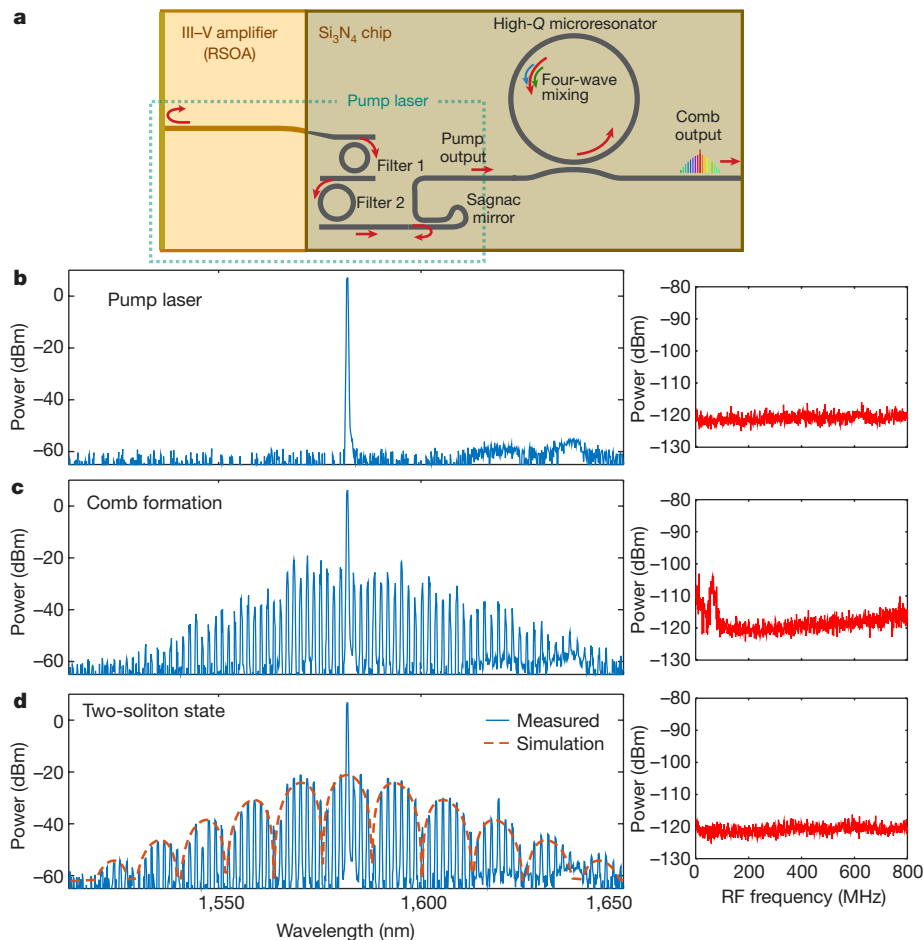 a
III–V amplifier
(RSOA)
Si₃N₄ chip
High-Q microresonator
Four-wave
mixing
Pump laser
Pump
output
Comb
output
Filter 1
Filter 2
Sagnac
mirror
b
Pump laser
Power (dBm)
0
–20
–40
–60
Power (dBm)
–80
–90
–100
–110
–120
–130
c
Comb formation
Power (dBm)
0
–20
–40
–60
Power (dBm)
–80
–90
–100
–110
–120
–130
d
Two-soliton state
Measured
Simulation
Power (dBm)
0
–20
–40
–60
1,550
1,600
1,650
Wavelength (nm)
Power (dBm)
–80
–90
–100
–110
–120
–130
0
200
400
600
800
RF frequency (MHz)